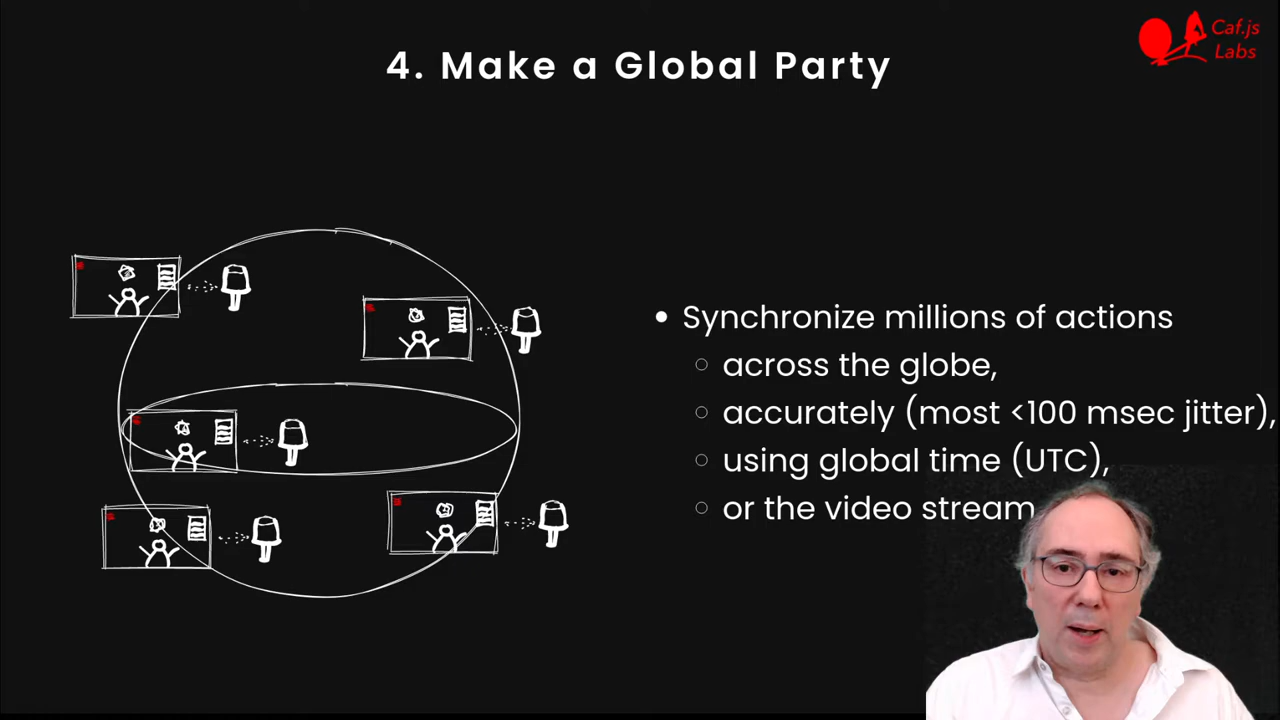 Caf.js
Labs
4. Make a Global Party
Synchronize millions of actions
across the globe,
accurately (most <100 msec jitter),
using global time (UTC),
or the video stream